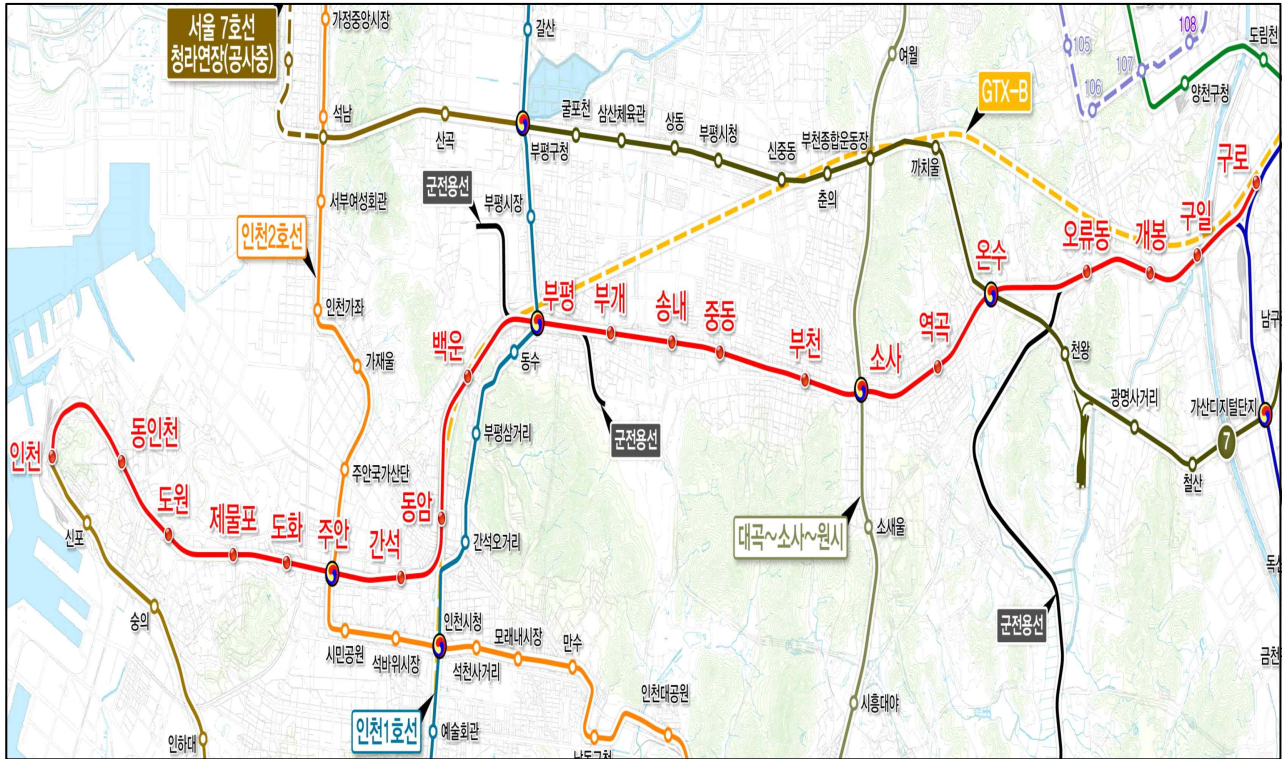 서울 7호선
청라연장(공사중)
가정중앙시장
갈산
여월
108
105
107
106
도림천
양천구청
GTX-B
석남
산곡
부평구청
굴포천
삼산체육관
상동
부평시청
신중동
춘의
부천종합운동장
까치울
구로
군전용선
부평시장
서부여성회관
인천2호선
인천가좌
가재울
백운
부평
부개
송내
중동
부천
소사
역곡
온수
오류동
개봉
구일
남구
천왕
광명사거리
가산디지털단지
7
철산
동수
군전용선
부평삼거리
인천
동인천
도원
제물포
도화
주안
간석
동암
주안국가산단
간석오거리
신포
숭의
인하대
대곡~소사~원시
소새울
독산
군전용선
시민공원
석바위시장
인천시청
석천사거리
모래내시장
만수
인천대공원
시흥대야
인천1호선
예술회관